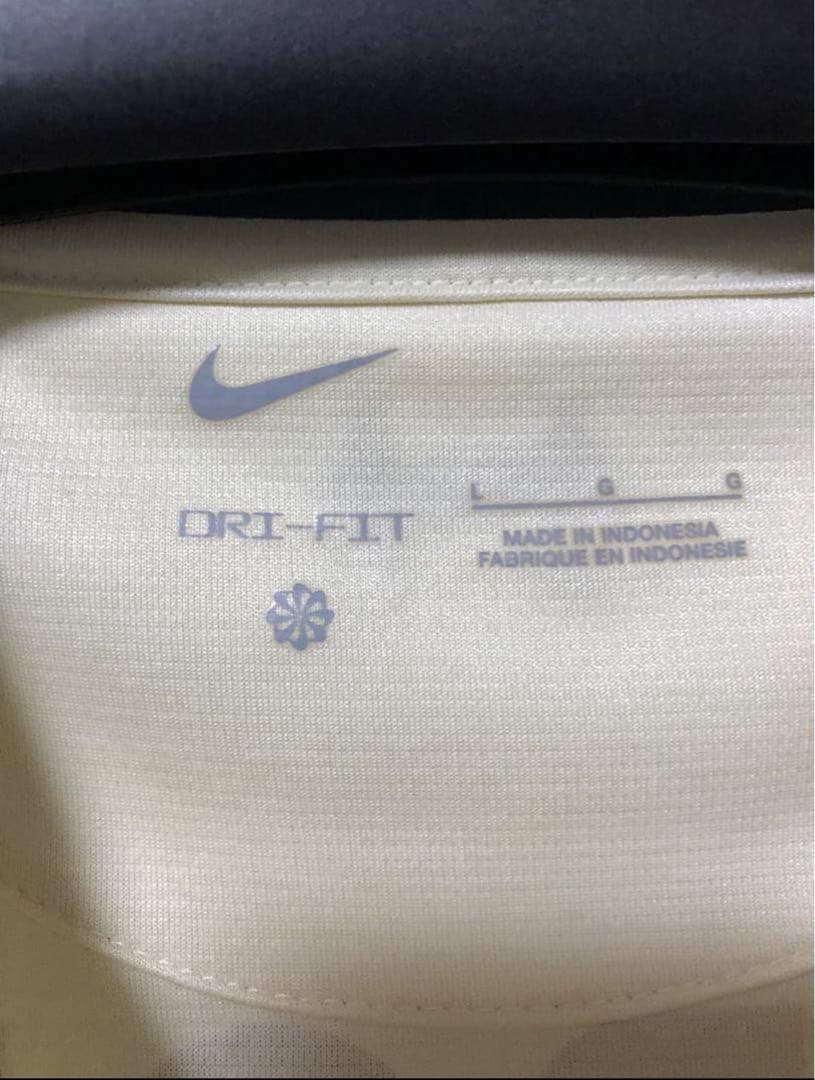 DRI-FIT
L G G
MADE IN INDONESIA
FABRIQUE EN INDONESIE